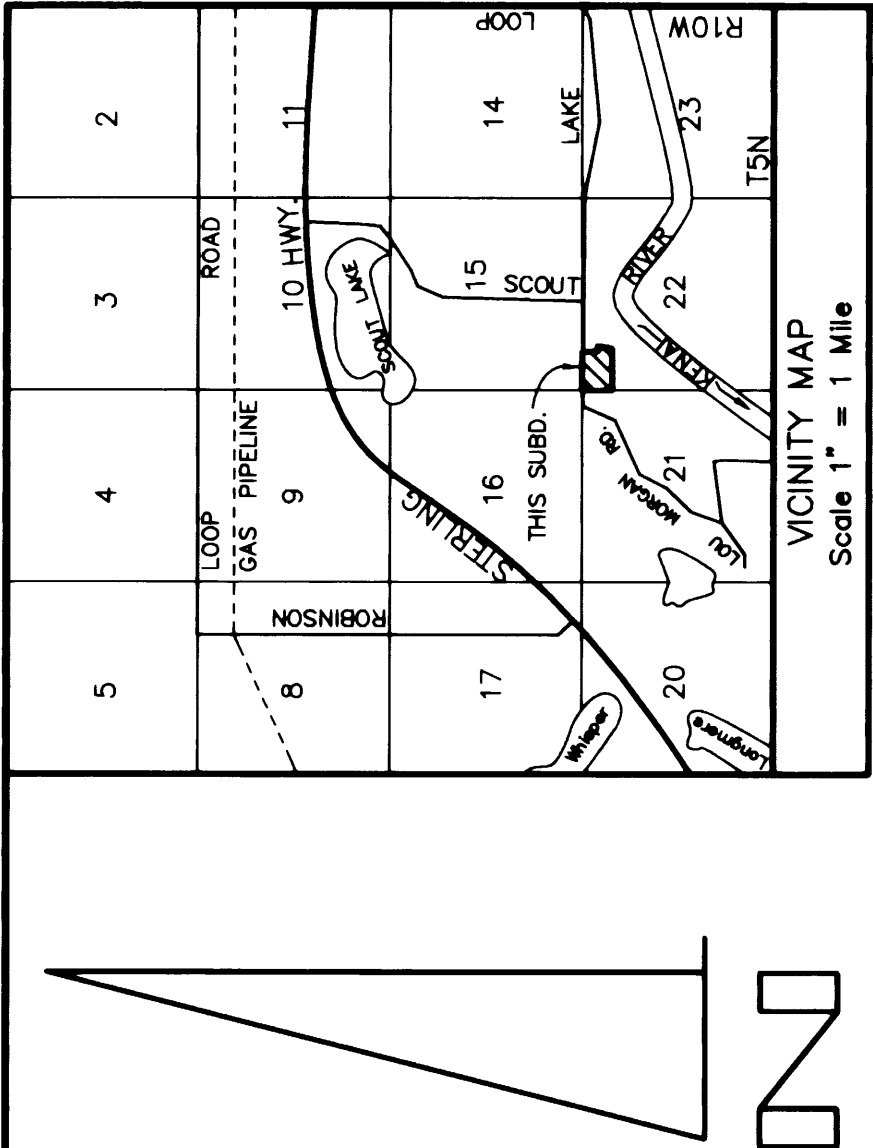 5
4
3
2
LOOP
ROAD
GAS PIPELINE
8
9
10 HWY.
11
ROBINSON
STERLING
SCOUT LAKE
17
16
15
14
SCOUT
LAKE
LOOP
THIS SUBD.
Whisper
Longmere
20
21
22
23
LOU MORGAN RD.
KENAI RIVER
R10W
T5N
VICINITY MAP
Scale 1" = 1 Mile
N